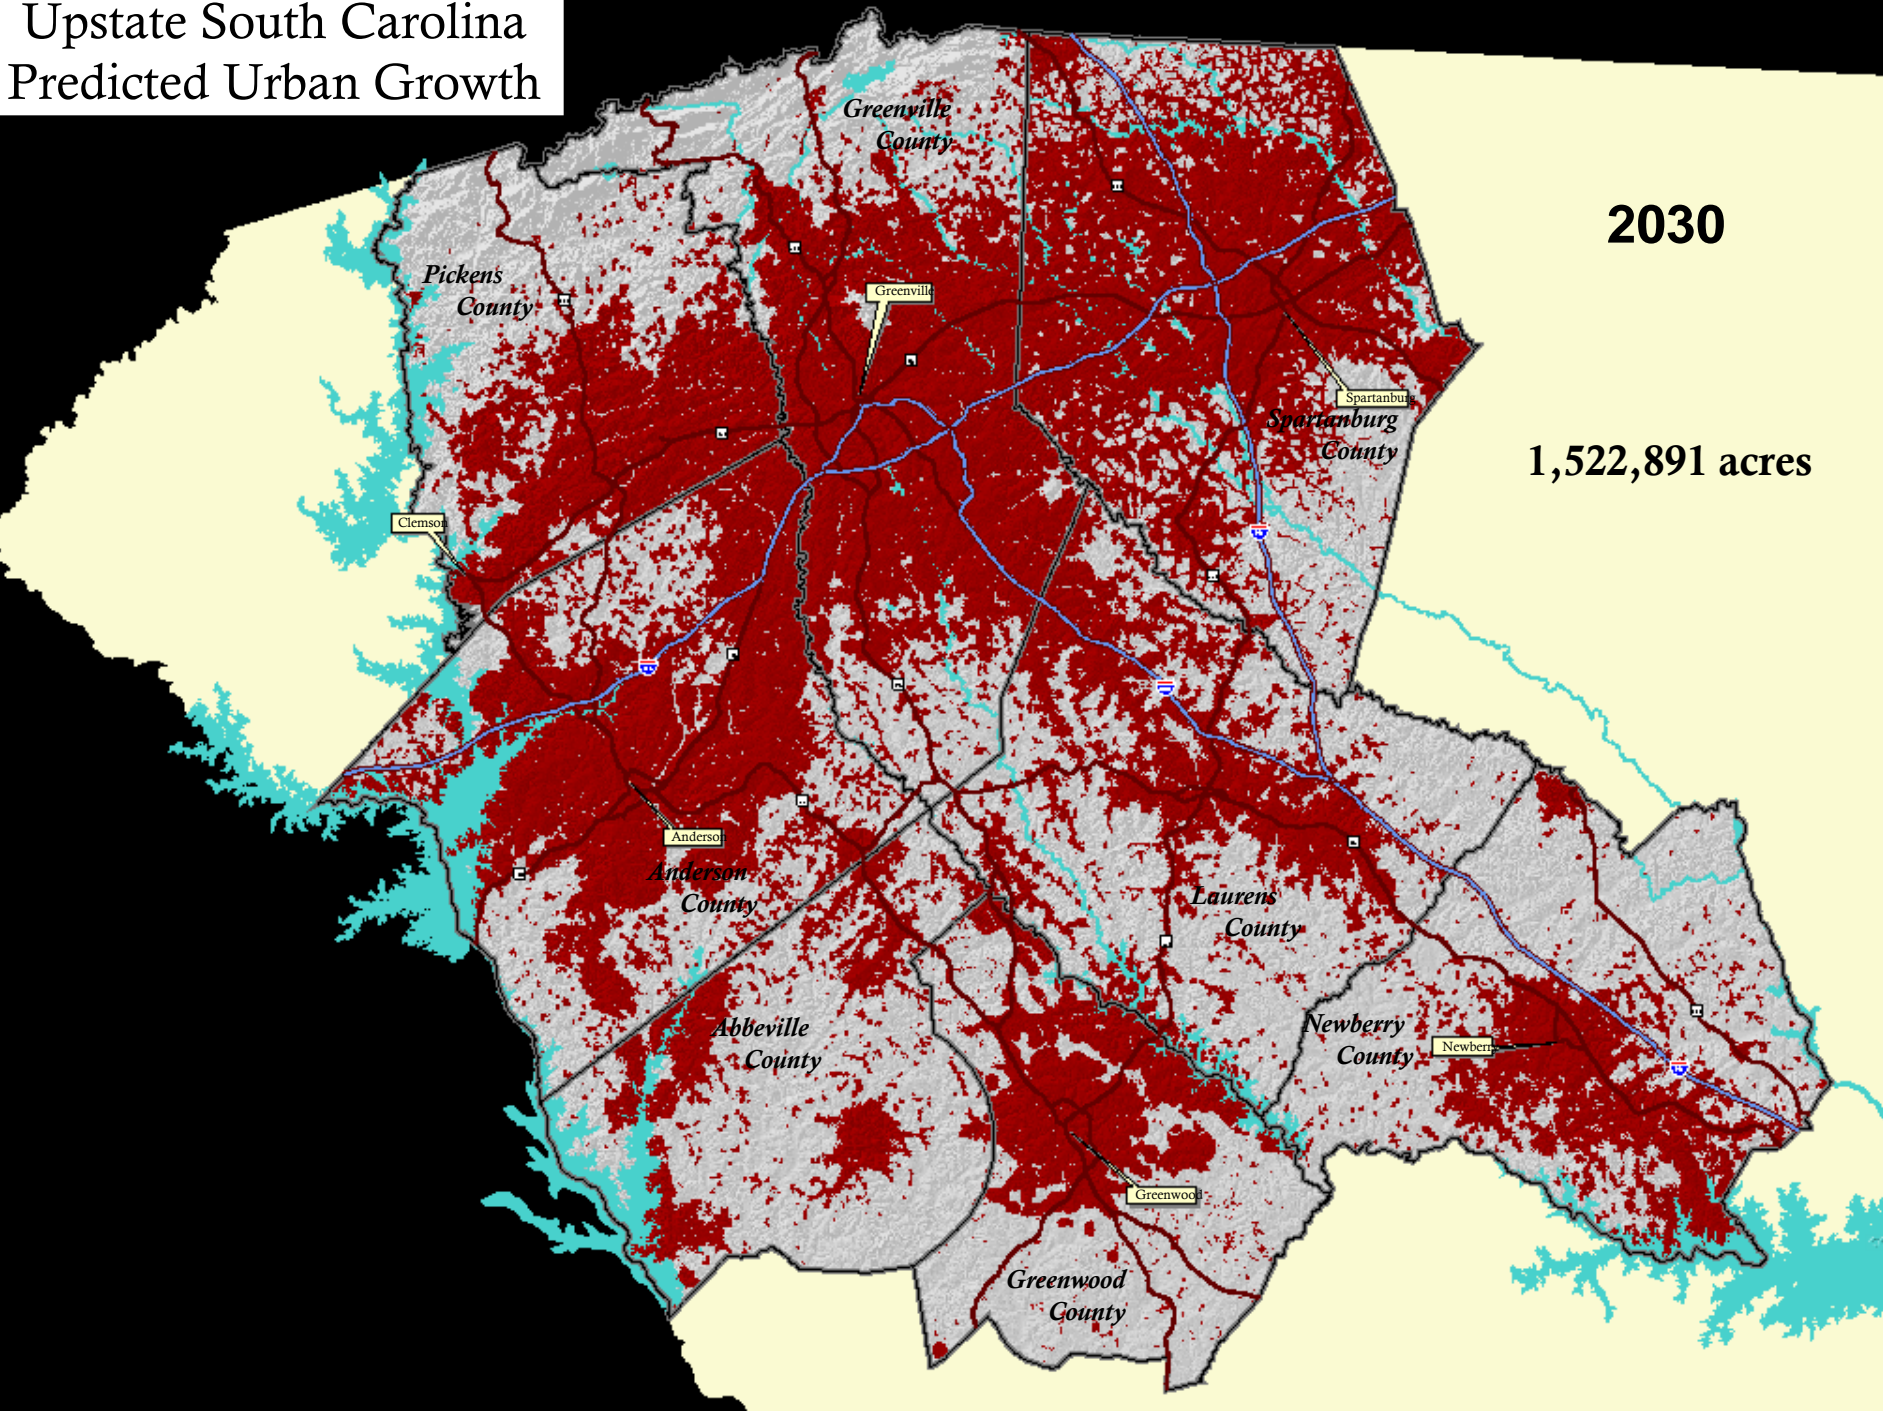 Upstate South Carolina
Predicted Urban Growth
Greenville
County
2030
Pickens
County
Greenville
Spartanburg
Spartanburg
County
1,522,891 acres
Clemson
Anderson
Anderson
County
Laurens
County
Abbeville
County
Newberry
County
Newberry
Greenwood
Greenwood
County